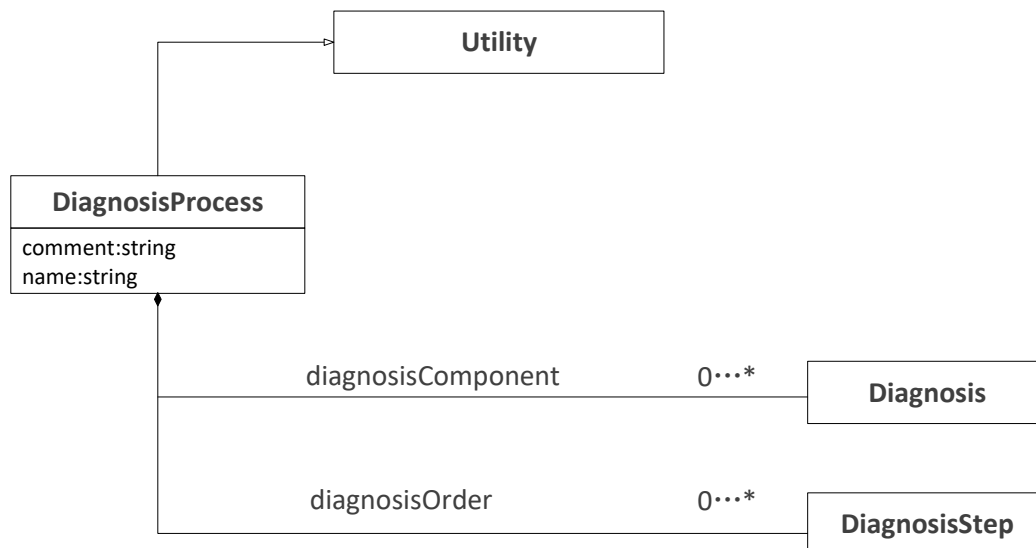 Utility
DiagnosisProcess
comment:string
name:string
diagnosisComponent 0···*
Diagnosis
diagnosisOrder 0···*
DiagnosisStep